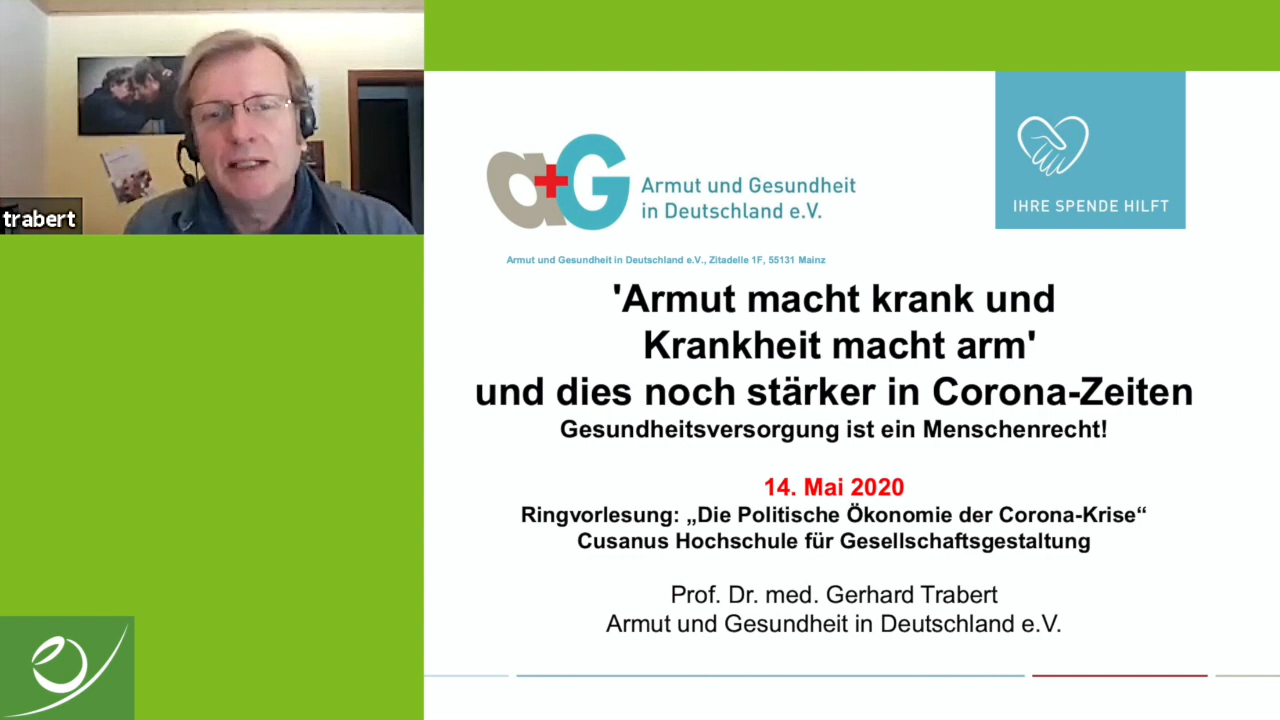 trabert
a+G
Armut und Gesundheit
in Deutschland e.V.
IHRE SPENDE HILFT
Armut und Gesundheit in Deutschland e.V., Zitadelle 1F, 55131 Mainz
'Armut macht krank und
Krankheit macht arm'
und dies noch stärker in Corona-Zeiten
Gesundheitsversorgung ist ein Menschenrecht!
14. Mai 2020
Ringvorlesung: „Die Politische Ökonomie der Corona-Krise“
Cusanus Hochschule für Gesellschaftsgestaltung
Prof. Dr. med. Gerhard Trabert
Armut und Gesundheit in Deutschland e.V.